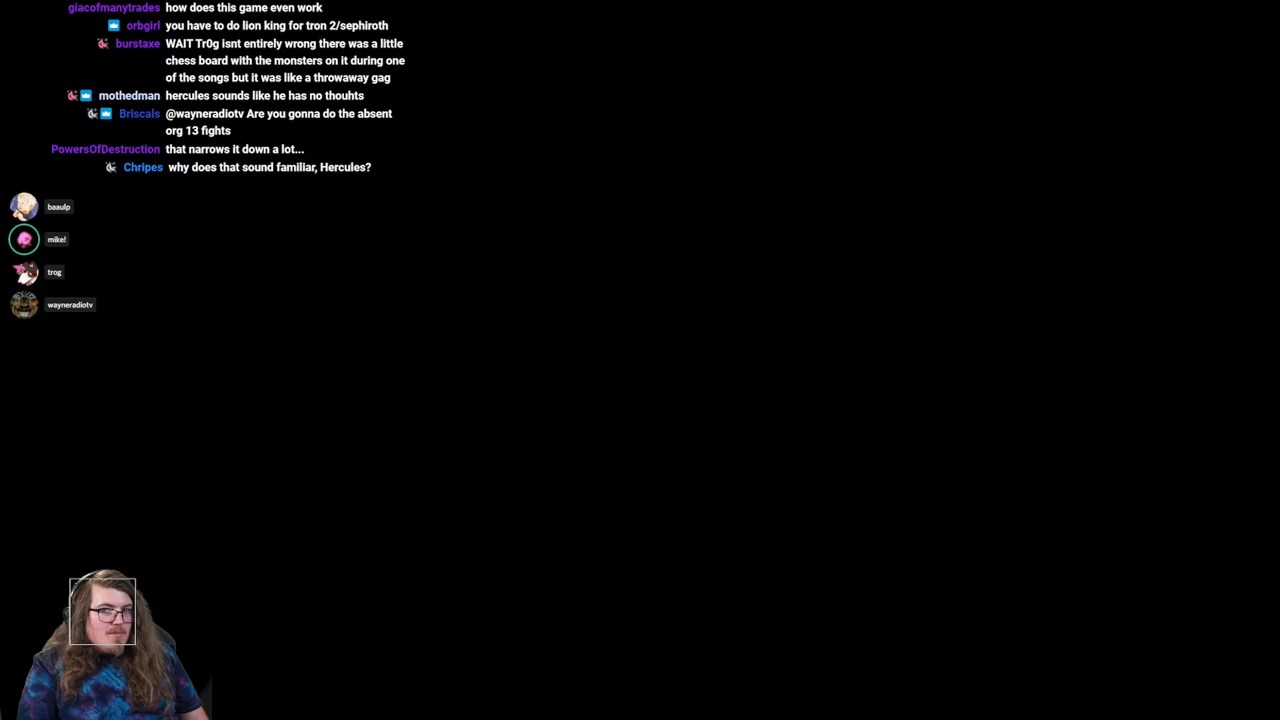 giacofmanytrades how does this game even work
orbgirl you have to do lion king for tron 2/sephiroth
burstaxe WAIT Tr0g isnt entirely wrong there was a little
chess board with the monsters on it during one
of the songs but it was like a throwaway gag
mothedman hercules sounds like he has no thouhts
Briscals @wayneradiotv Are you gonna do the absent
org 13 fights
PowersOfDestruction that narrows it down a lot...
Chripes why does that sound familiar, Hercules?
baaulp
mike!
trog
wayneradiotv